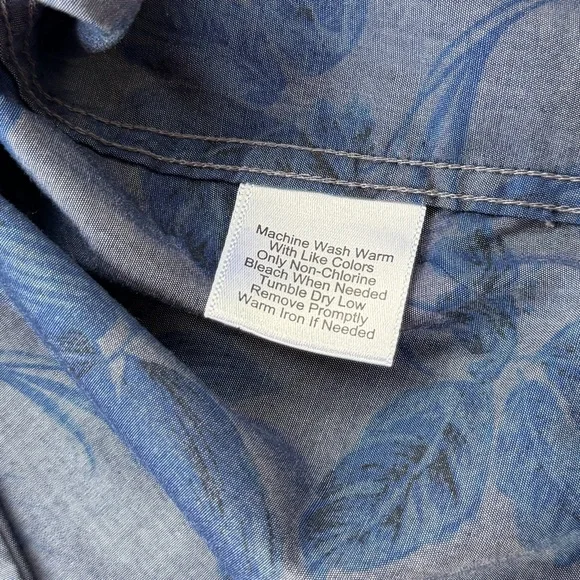 Machine Wash Warm
With Like Colors
Only Non-Chlorine
Bleach When Needed
Tumble Dry Low
Remove Promptly
Warm Iron If Needed